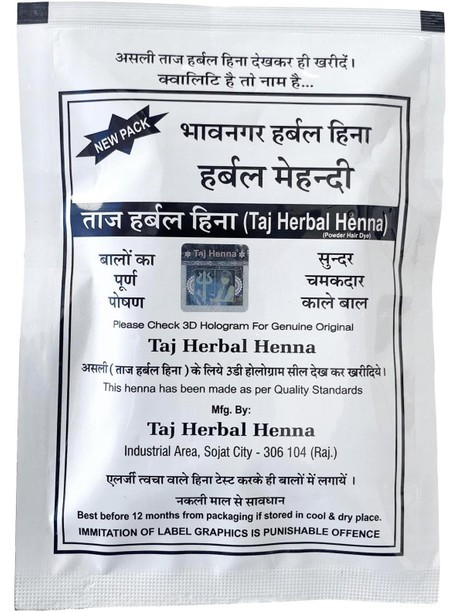 असली ताज हर्बल हिना देखकर ही खरीदें।
क्वालिटि है तो नाम है...
NEW PACK
भावनगर हर्बल हिना
हर्बल मेहन्दी
ताज हर्बल हिना (Taj Herbal Henna)
(Powder Hair Dye)
बालों का
पूर्ण
पोषण
Taj Henna
सुन्दर
चमकदार
काले बाल
Please Check 3D Hologram For Genuine Original
Taj Herbal Henna
असली ( ताज हर्बल हिना ) के लिये 3डी होलोग्राम सील देख कर खरीदिये।
This henna has been made as per Quality Standards
Mfg. By:
Taj Herbal Henna
Industrial Area, Sojat City - 306 104 (Raj.)
एलर्जी त्वचा वाले हिना टेस्ट करके ही बालों में लगायें ।
नकली माल से सावधान
Best before 12 months from packaging if stored in cool & dry place.
IMMITATION OF LABEL GRAPHICS IS PUNISHABLE OFFENCE